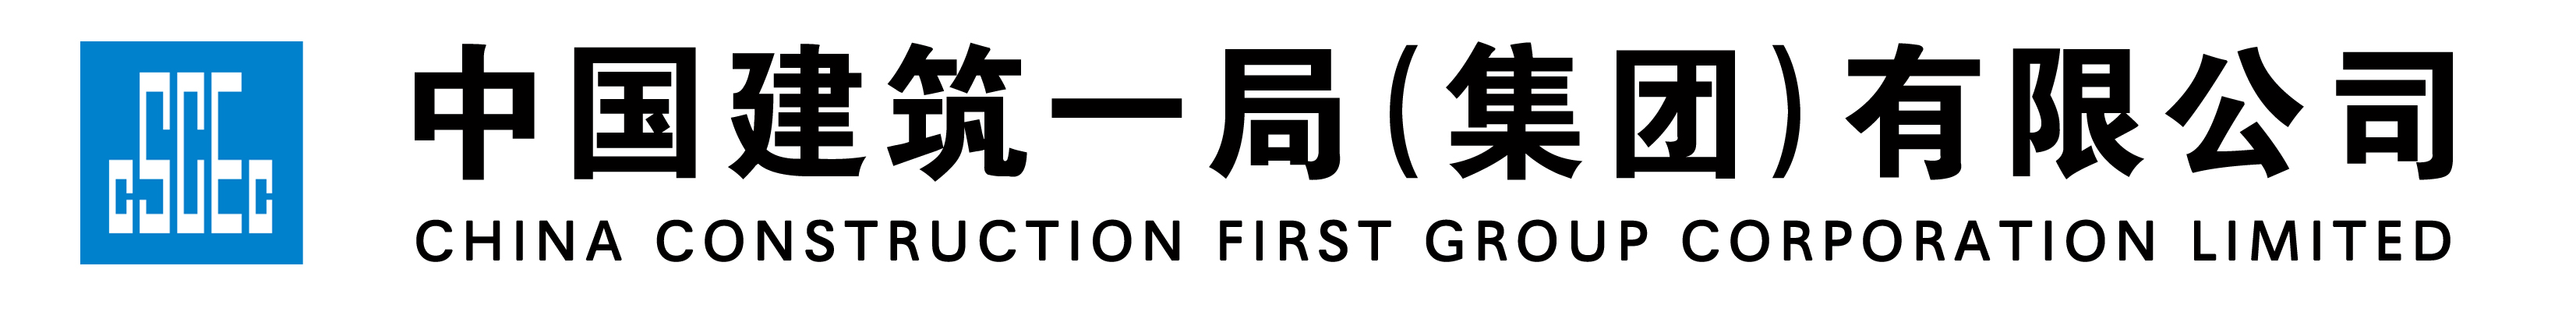 cSCEc
中国建筑一局(集团)有限公司
CHINA CONSTRUCTION FIRST GROUP CORPORATION LIMITED